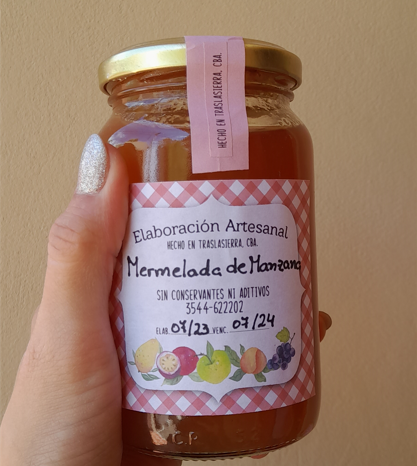 HECHO EN TRASLASIERRA, CBA.
Elaboración Artesanal
HECHO EN TRASLASIERRA, CBA.
Mermelada de Manzana
SIN CONSERVANTES NI ADITIVOS
3544-622202
ELAB. 07/23 .VENC. 07/24
C.P